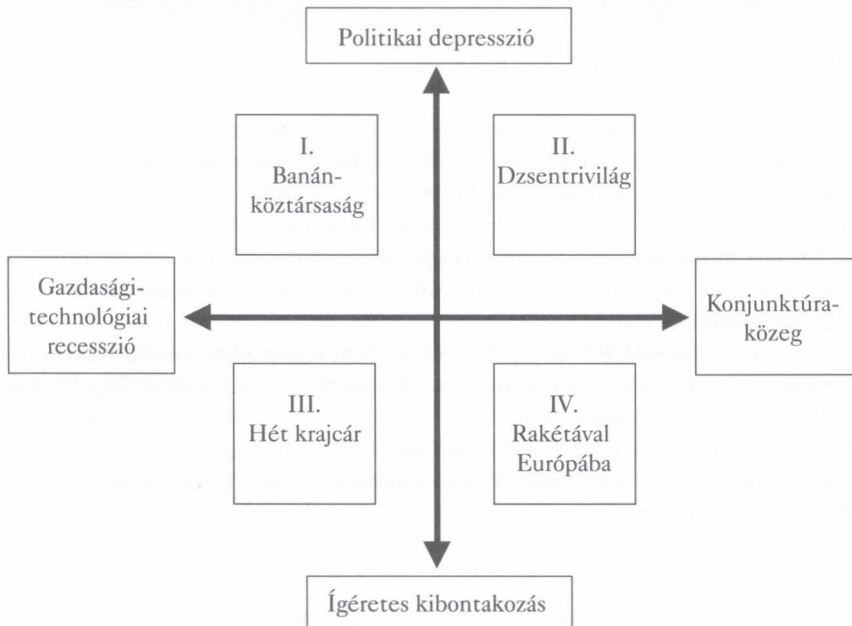 Politikai depresszió
I.
Banán-
köztársaság
II.
Dzsentrivilág
Gazdasági-
technológiai
recesszió
Konjunktúra-
közeg
III.
Hét krajcár
IV.
Rakétával
Európába
Ígéretes kibontakozás